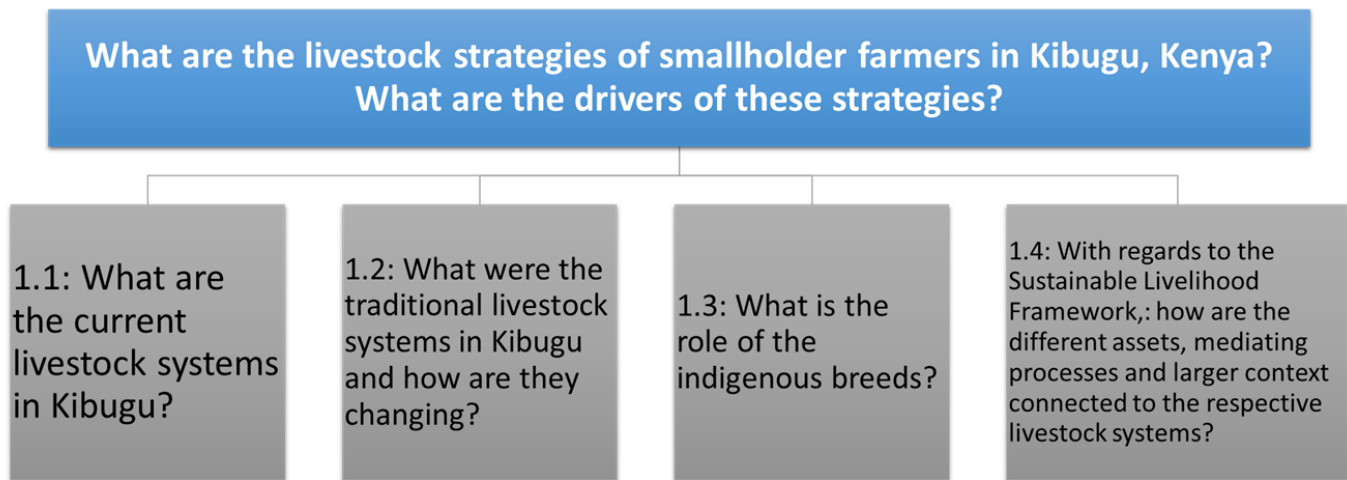 What are the livestock strategies of smallholder farmers in Kibugu, Kenya?
What are the drivers of these strategies?
1.1: What are
the current
livestock systems
in Kibugu?
1.2: What were the
traditional livestock
systems in Kibugu
and how are they
changing?
1.3: What is the
role of the
indigenous breeds?
1.4: With regards to the
Sustainable Livelihood
Framework,: how are the
different assets, mediating
processes and larger context
connected to the respective
livestock systems?